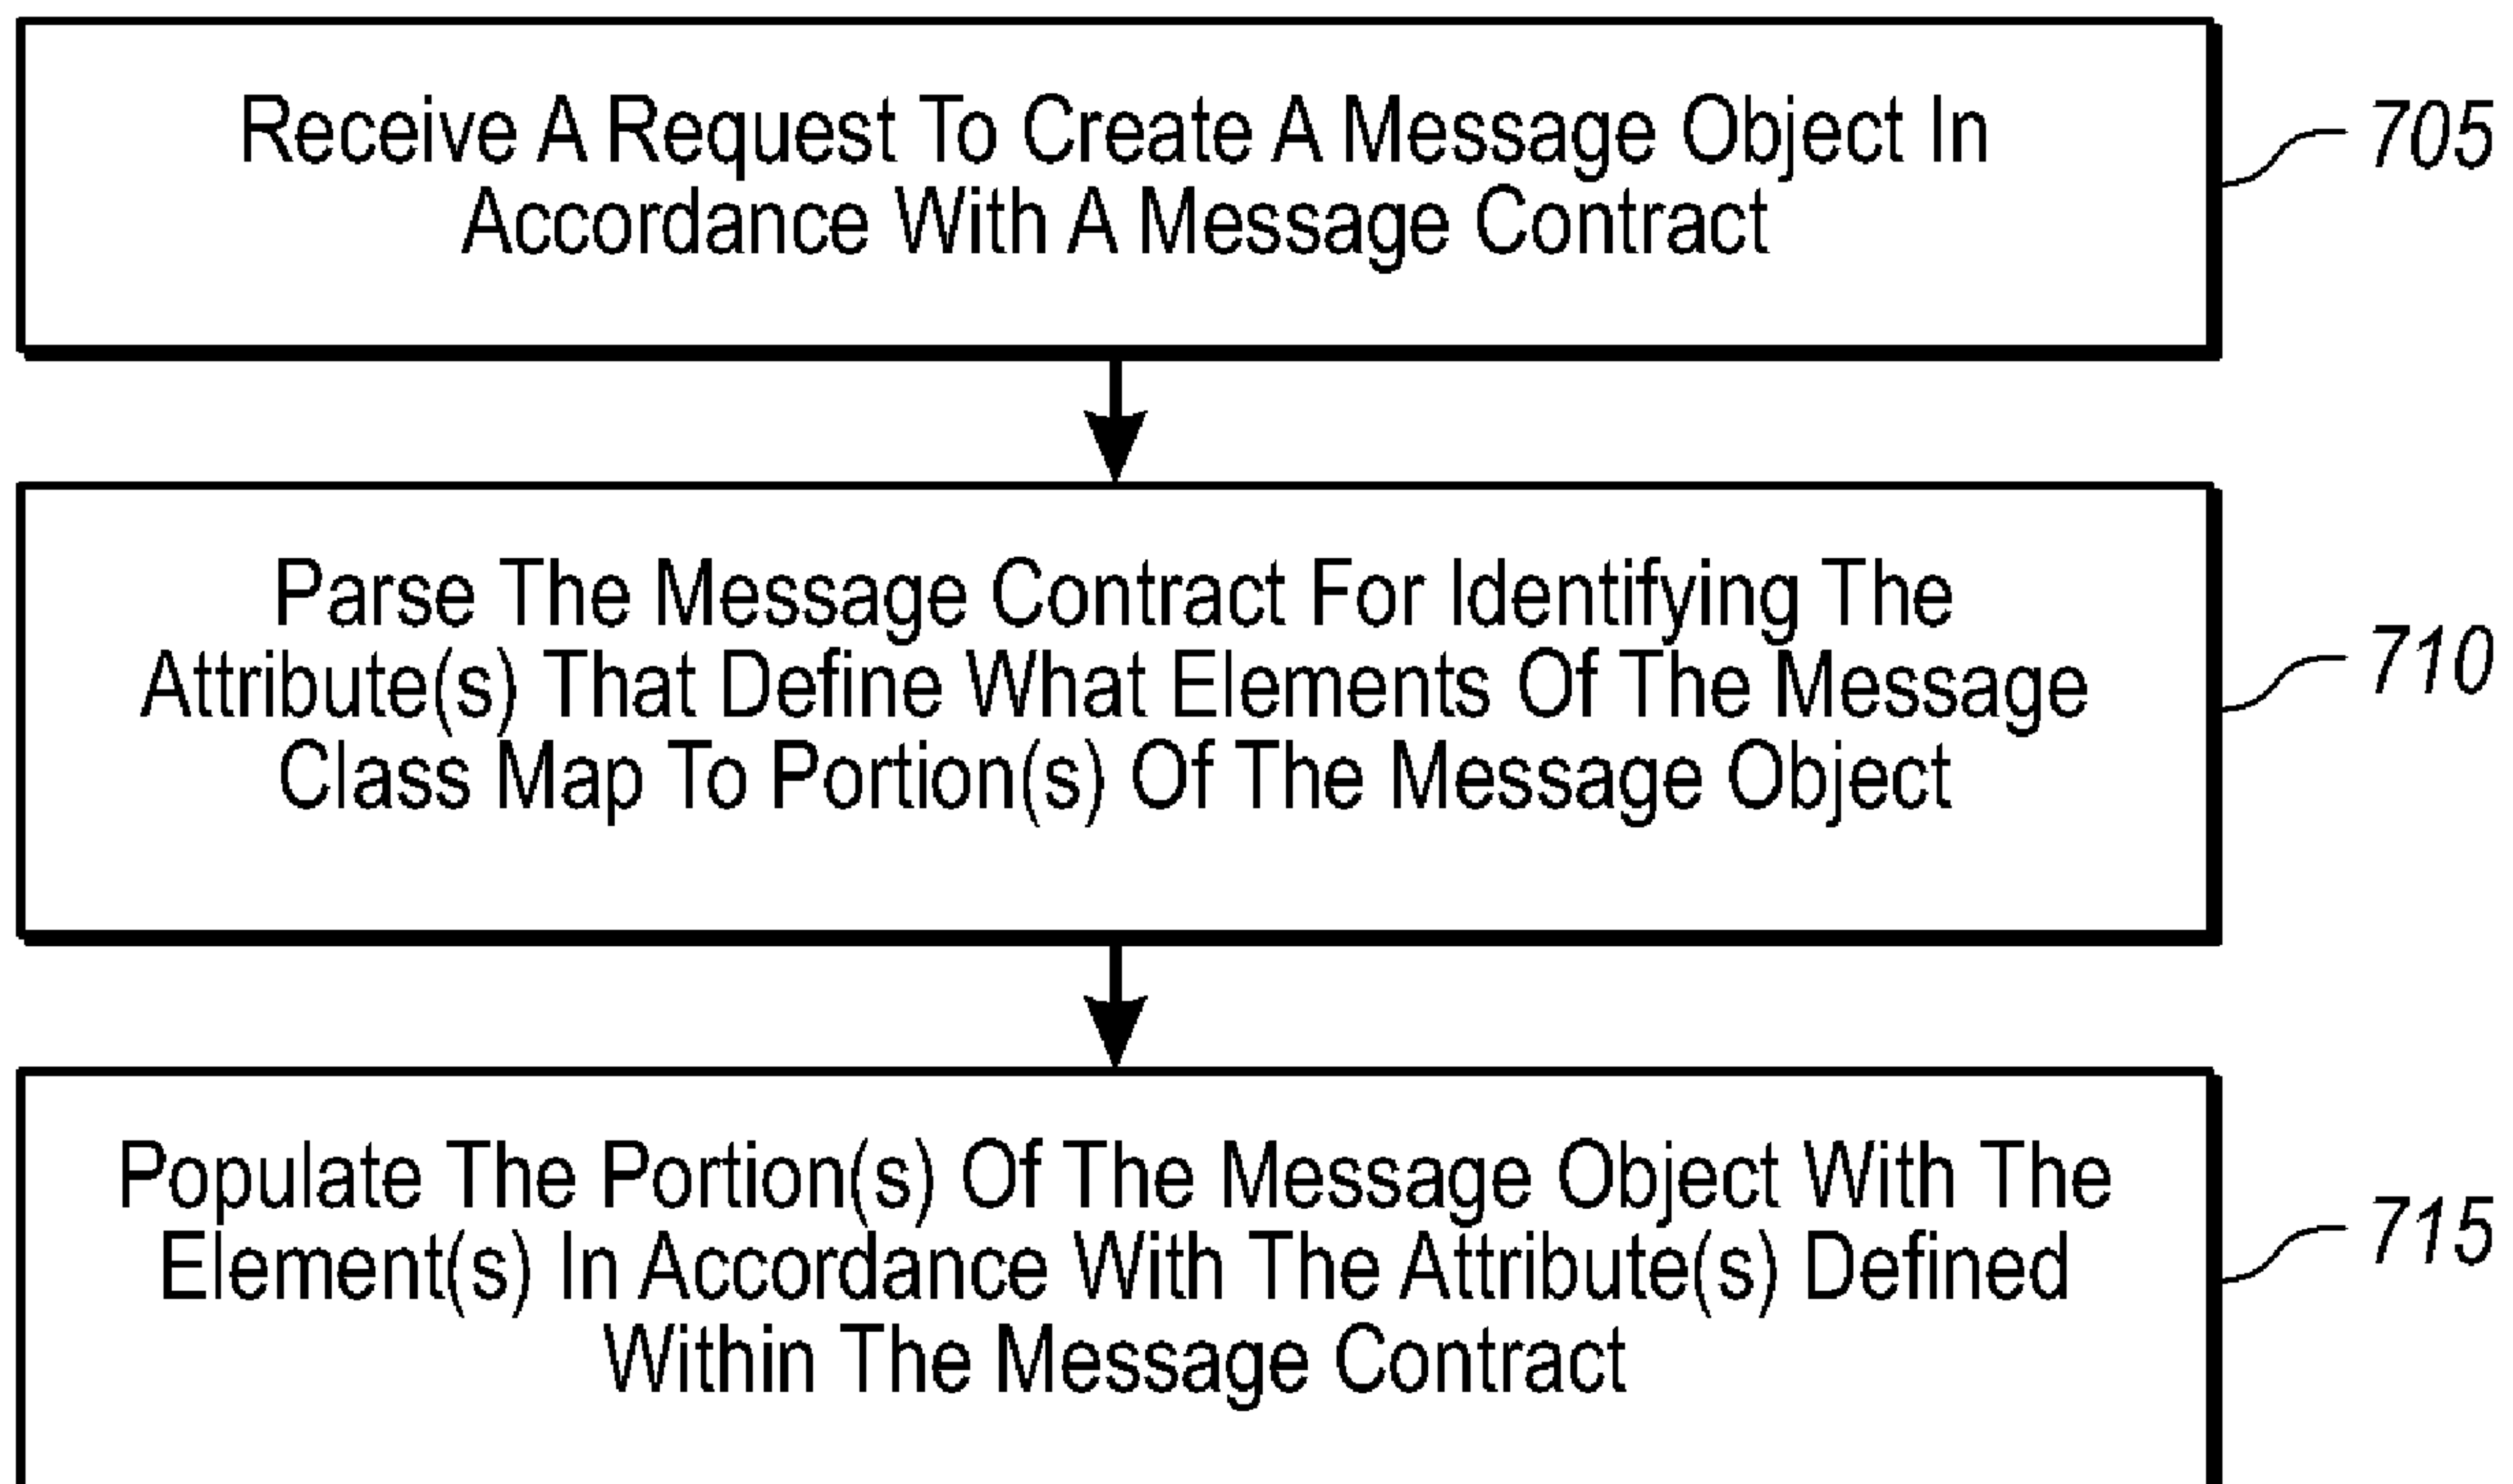 Receive A Request To Create A Message Object In
Accordance With A Message Contract
705
Parse The Message Contract For Identifying The
Attribute(s) That Define What Elements Of The Message
Class Map To Portion(s) Of The Message Object
710
Populate The Portion(s) Of The Message Object With The
Element(s) In Accordance With The Attribute(s) Defined
Within The Message Contract
715